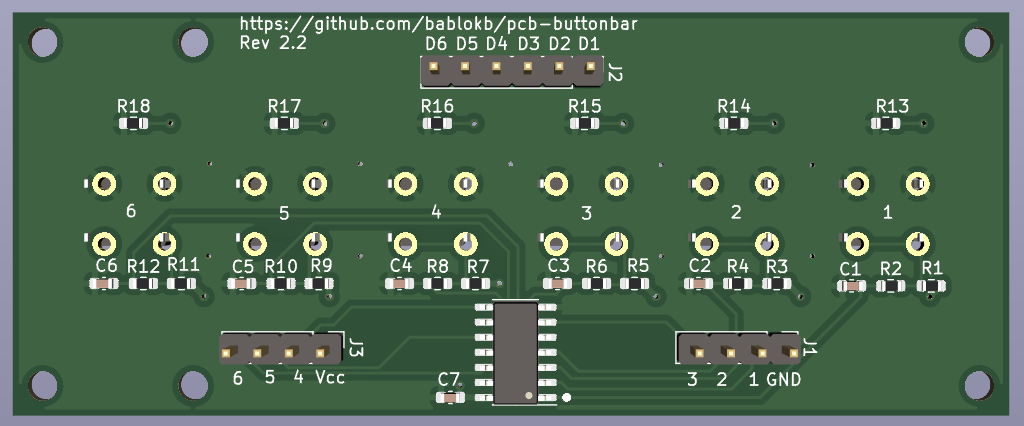 https://github.com/bablokb/pcb-buttonbar
Rev 2.2
D6 D5 D4 D3 D2 D1
J2
R18 R17 R16 R15 R14 R13
6 5 4 3 2 1
C6 R12 R11 C5 R10 R9 C4 R8 R7 C3 R6 R5 C2 R4 R3 C1 R2 R1
J3
J1
6 5 4 Vcc
C7
3 2 1 GND